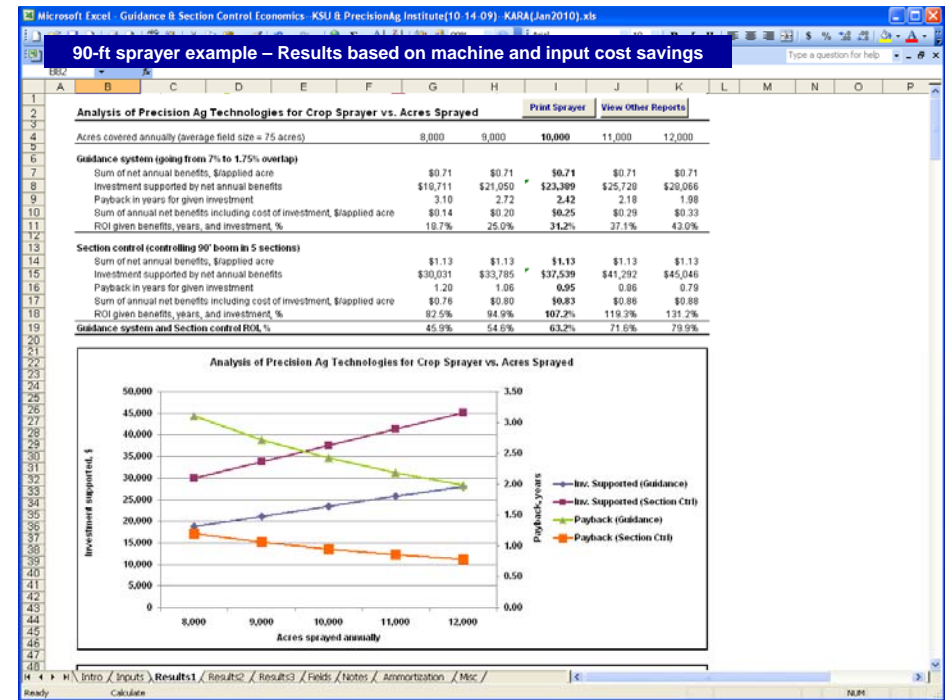 Microsoft Excel - Guidance & Section Control Economics--KSU & PrecisionAg Institute(10-14-09)--KARA(Jan2010).xls
90-ft sprayer example – Results based on machine and input cost savings
Type a question for help
BB2 fx
A B C D E F G H I J K L M N O P
Print Sprayer View Other Reports
Analysis of Precision Ag Technologies for Crop Sprayer vs. Acres Sprayed
Acres covered annually (average field size = 75 acres) 8,000 9,000 10,000 11,000 12,000
Guidance system (going from 7% to 1.75% overlap)
Sum of net annual benefits, $/applied acre $0.71 $0.71 $0.71 $0.71 $0.71
Investment supported by net annual benefits $18,711 $21,050 $23,389 $25,728 $28,066
Payback in years for given investment 3.10 2.72 2.42 2.18 1.98
Sum of annual net benefits including cost of investment, $/applied acre $0.14 $0.20 $0.25 $0.29 $0.33
ROI given benefits, years, and investment, % 18.7% 25.0% 31.2% 37.1% 43.0%
Section control (controlling 90' boom in 5 sections)
Sum of net annual benefits, $/applied acre $1.13 $1.13 $1.13 $1.13 $1.13
Investment supported by net annual benefits $30,031 $33,785 $37,539 $41,292 $45,046
Payback in years for given investment 1.20 1.06 0.95 0.86 0.79
Sum of annual net benefits including cost of investment, $/applied acre $0.76 $0.80 $0.83 $0.86 $0.88
ROI given benefits, years, and investment, % 82.5% 94.9% 107.2% 119.3% 131.2%
Guidance system and Section control ROI, % 45.9% 54.6% 63.2% 71.6% 79.9%
Analysis of Precision Ag Technologies for Crop Sprayer vs. Acres Sprayed
50,000 3.50
45,000
3.00
40,000
35,000 2.50
30,000
2.00
25,000
1.50
20,000
15,000
1.00
10,000
0.50
5,000
0 0.00
8,000 9,000 10,000 11,000 12,000
Acres sprayed annually
Investment supported, $
Payback, years
Inv. Supported (Guidance)
Inv. Supported (Section Ctrl)
Payback (Guidance)
Payback (Section Ctrl)
Intro / Inputs \ Results1 / Results2 / Results3 / Fields / Notes / Ammortization / Misc /
Ready Calculate NUM